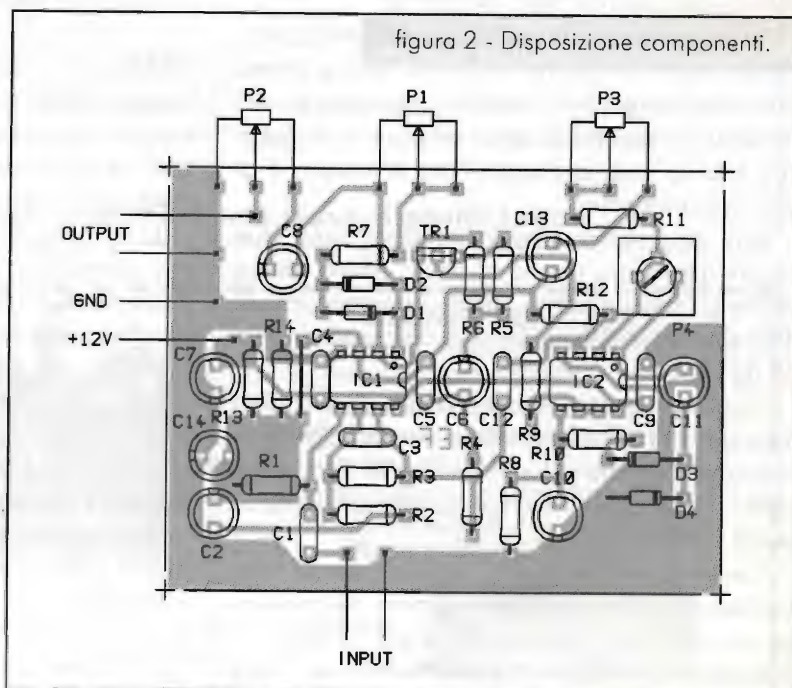 figura 2 - Disposizione componenti.
P2 P1 P3
OUTPUT
C8 R7 TR1 C13 R11
D2
GND
D1 R12
+12V
R6 R5 P4
C7 R14 C4
IC1 IC2
C5 C6 C12 C9 C11
C14 R13 R9
C3 R4 R10
R1 R3 R8 C10 D3
R2 D4
C2 C1
INPUT